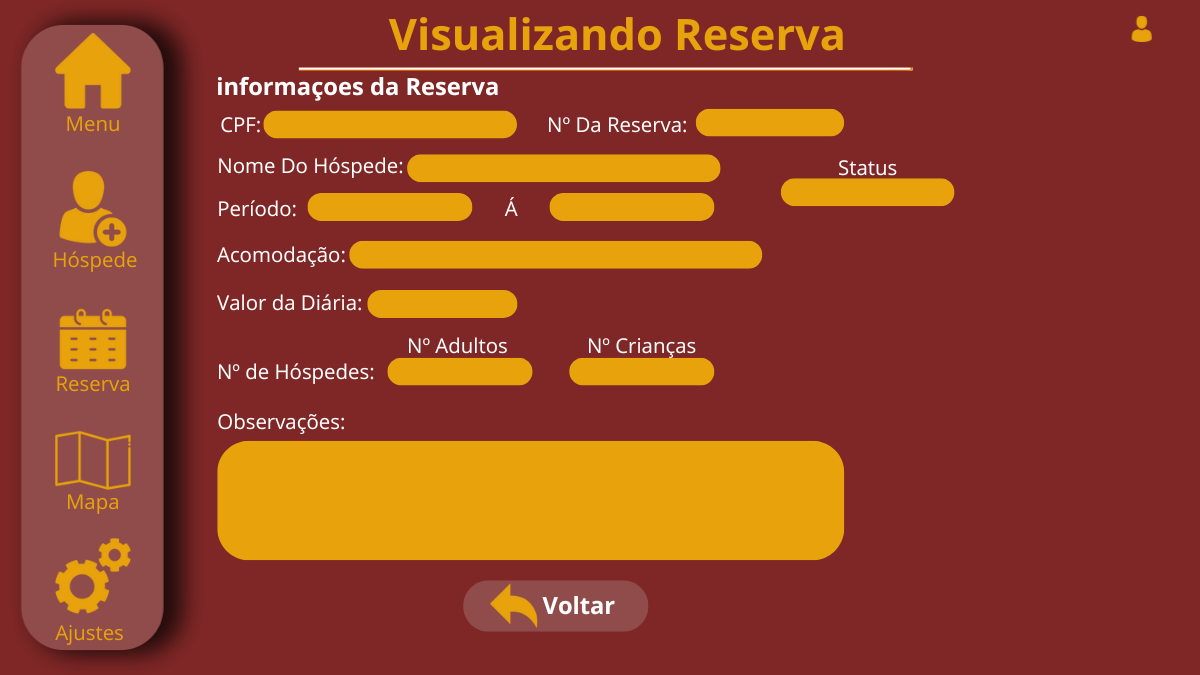 Visualizando Reserva
informaçoes da Reserva
CPF: Nº Da Reserva:
Nome Do Hóspede:
Status
Período: Á
Acomodação:
Valor da Diária:
Nº Adultos Nº Crianças
Nº de Hóspedes:
Observações:
Voltar
Menu
Hóspede
Reserva
Mapa
Ajustes